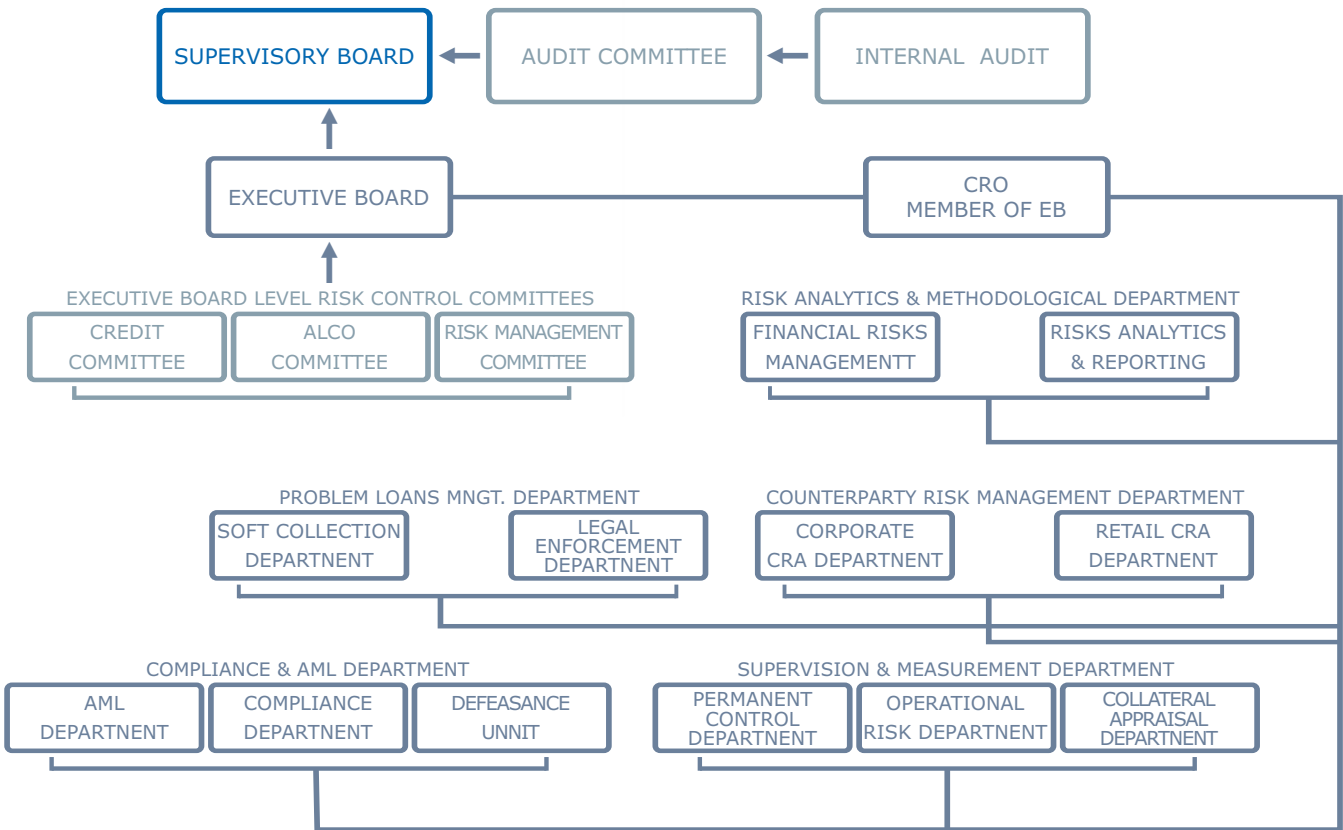 SUPERVISORY BOARD
AUDIT COMMITTEE
INTERNAL AUDIT
EXECUTIVE BOARD
CRO
MEMBER OF EB
EXECUTIVE BOARD LEVEL RISK CONTROL COMMITTEES
CREDIT
COMMITTEE
ALCO
COMMITTEE
RISK MANAGEMENT
COMMITTEE
RISK ANALYTICS & METHODOLOGICAL DEPARTMENT
FINANCIAL RISKS
MANAGEMENTT
RISKS ANALYTICS
& REPORTING
PROBLEM LOANS MNGT. DEPARTMENT
SOFT COLLECTION
DEPARTMENT
LEGAL
ENFORCEMENT
DEPARTMENT
COUNTERPARTY RISK MANAGEMENT DEPARTMENT
CORPORATE
CRA DEPARTMENT
RETAIL CRA
DEPARTMENT
COMPLIANCE & AML DEPARTMENT
AML
DEPARTMENT
COMPLIANCE
DEPARTMENT
DEFEASANCE
UNNIT
SUPERVISION & MEASUREMENT DEPARTMENT
PERMANENT
CONTROL
DEPARTMENT
OPERATIONAL
RISK DEPARTMENT
COLLATERAL
APPRAISAL
DEPARTMENT